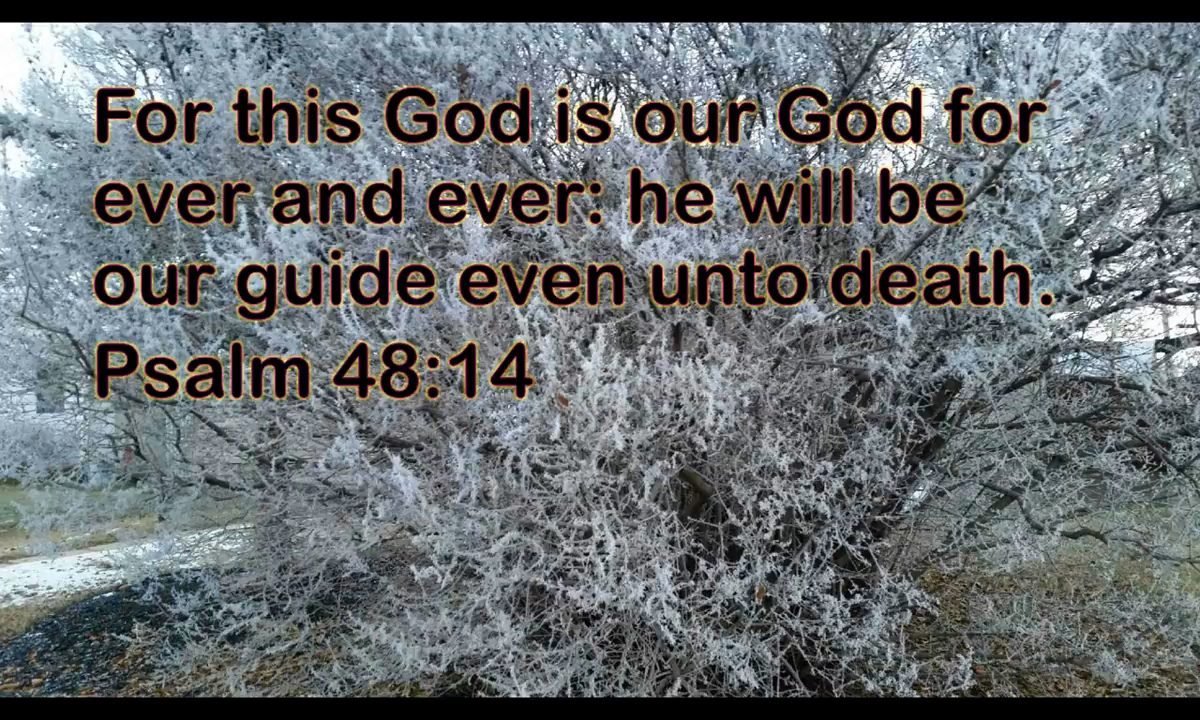 For this God is our God for
ever and ever: he will be
our guide even unto death.
Psalm 48:14